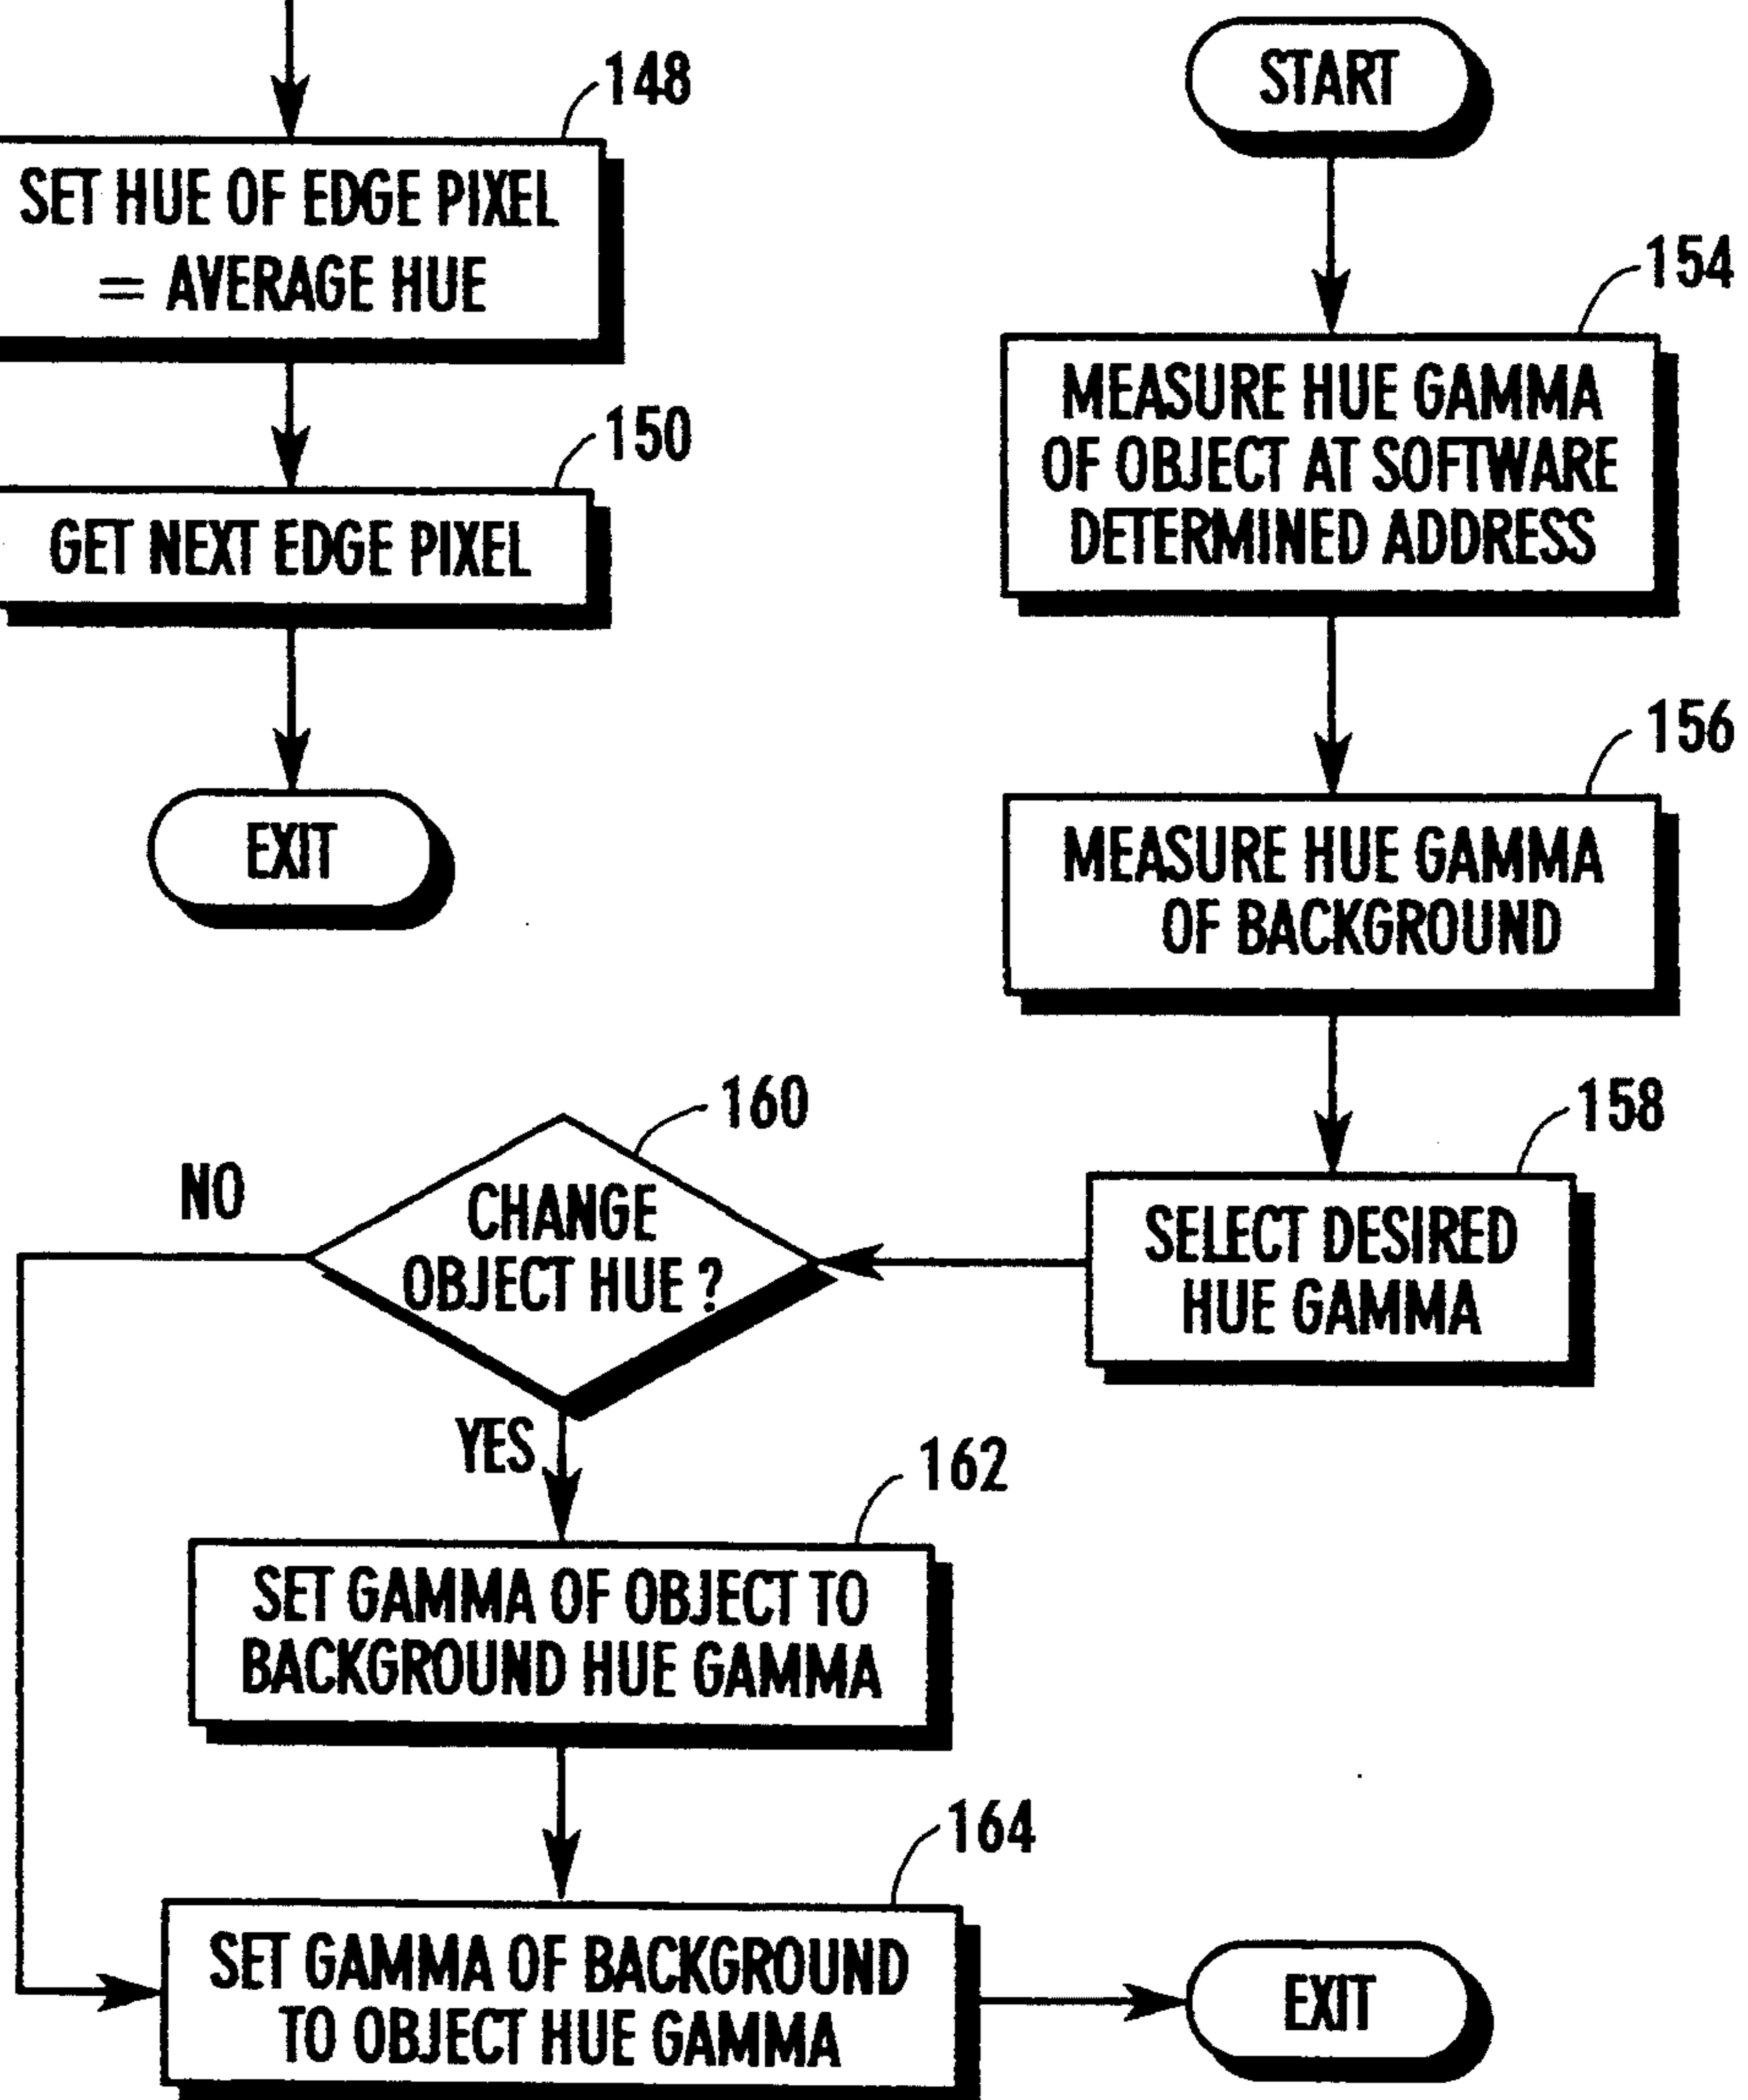 148
SET HUE OF EDGE PIXEL
= AVERAGE HUE
150
GET NEXT EDGE PIXEL
EXIT
START
154
MEASURE HUE GAMMA
OF OBJECT AT SOFTWARE
DETERMINED ADDRESS
156
MEASURE HUE GAMMA
OF BACKGROUND
158
SELECT DESIRED
HUE GAMMA
160
CHANGE
OBJECT HUE ?
NO
YES
162
SET GAMMA OF OBJECT TO
BACKGROUND HUE GAMMA
164
SET GAMMA OF BACKGROUND
TO OBJECT HUE GAMMA
EXIT